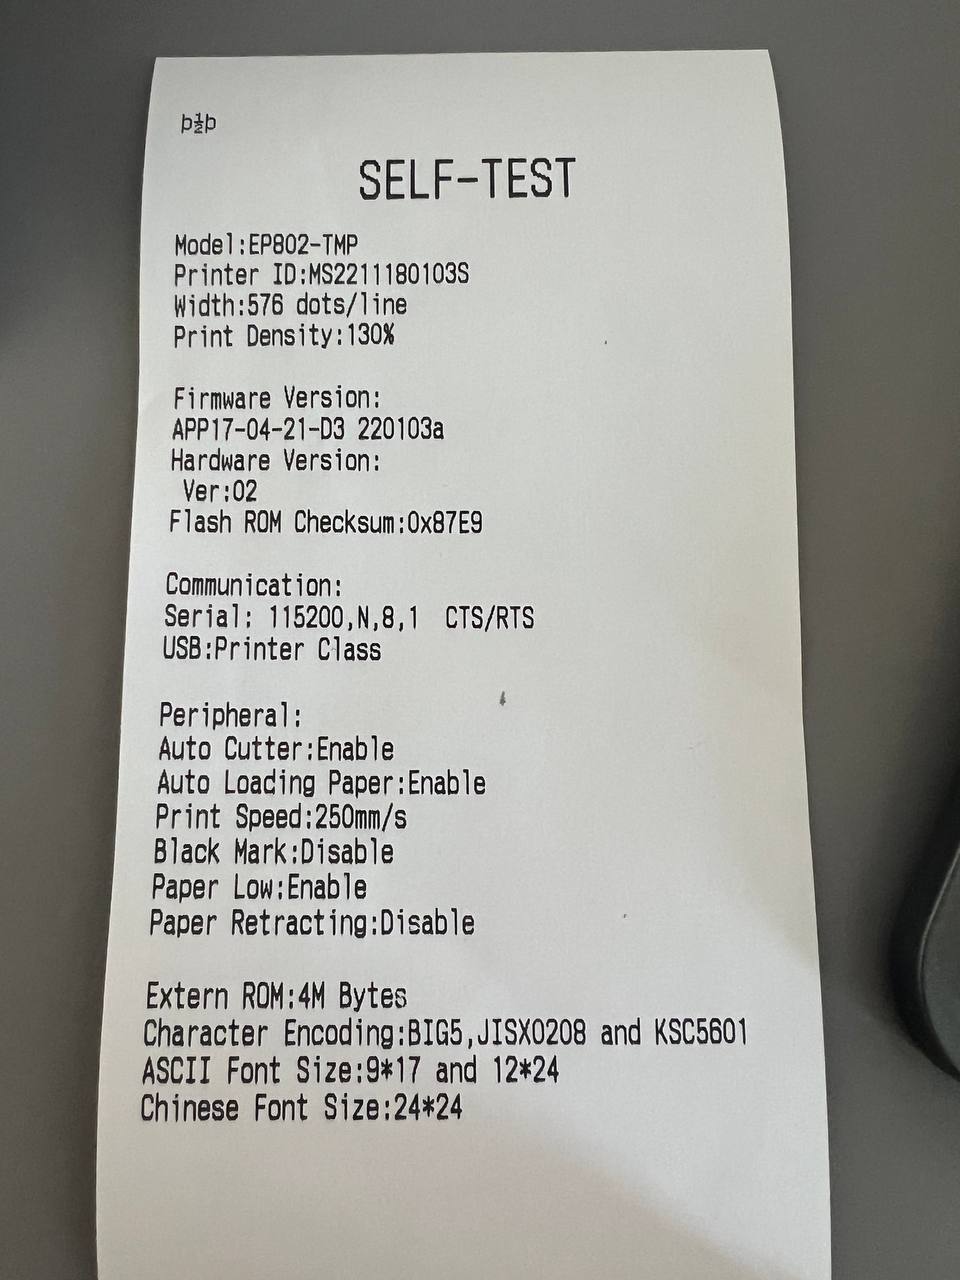 þ½þ
SELF-TEST
Model:EP802-TMP
Printer ID:MS2211180103S
Width:576 dots/line
Print Density:130%
Firmware Version:
APP17-04-21-D3 220103a
Hardware Version:
Ver:02
Flash ROM Checksum:0x87E9
Communication:
Serial: 115200,N,8,1 CTS/RTS
USB:Printer Class
Peripheral:
Auto Cutter:Enable
Auto Loading Paper:Enable
Print Speed:250mm/s
Black Mark:Disable
Paper Low:Enable
Paper Retracting:Disable
Extern ROM:4M Bytes
Character Encoding:BIG5,JISX0208 and KSC5601
ASCII Font Size:9*17 and 12*24
Chinese Font Size:24*24